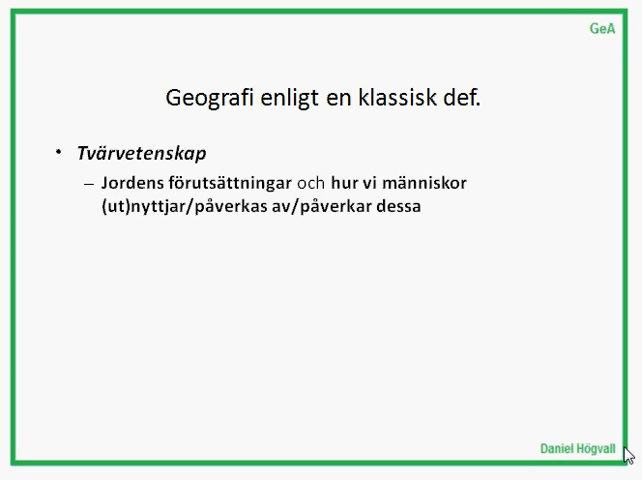 GeA
Geografi enligt en klassisk def.
• Tvärvetenskap
– Jordens förutsättningar och hur vi människor
(ut)nyttjar/påverkas av/påverkar dessa
Daniel Högvall